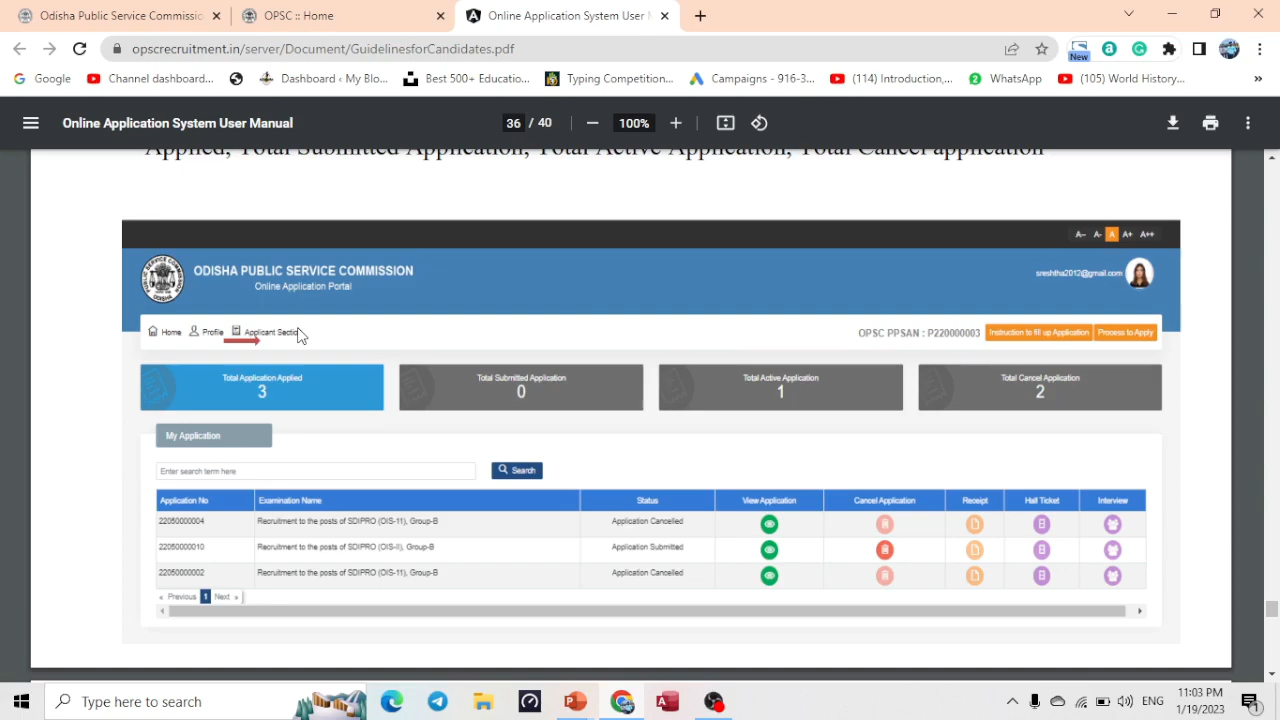 Odisha Public Service Commissio
OPSC :: Home
Online Application System User M
opscrecruitment.in/server/Document/GuidelinesforCandidates.pdf
New
Google
Channel dashboard...
Dashboard ‹ My Blo...
Best 500+ Educatio...
Typing Competition...
Campaigns - 916-3...
(114) Introduction,...
WhatsApp
(105) World History...
»
Online Application System User Manual
36 / 40
100%
Applied, Total Submitted Application, Total Active Application, Total Cancel application
A-- A- A A+ A++
ODISHA PUBLIC SERVICE COMMISSION
Online Application Portal
sreshtha2012@gmail.com
Home Profile Applicant Section
OPSC PPSAN : P220000003
Instruction to fill up Application
Process to Apply
Total Application Applied
3
Total Submitted Application
0
Total Active Application
1
Total Cancel Application
2
My Application
Enter search term here
Search
Application No Examination Name Status View Application Cancel Application Receipt Hall Ticket Interview
22050000004 Recruitment to the posts of SDIPRO (OIS-11), Group-B Application Cancelled
22050000010 Recruitment to the posts of SDIPRO (OIS-II), Group-B Application Submitted
22050000002 Recruitment to the posts of SDIPRO (OIS-11), Group-B Application Cancelled
« Previous 1 Next »
Type here to search
ENG
11:03 PM
1/19/2023